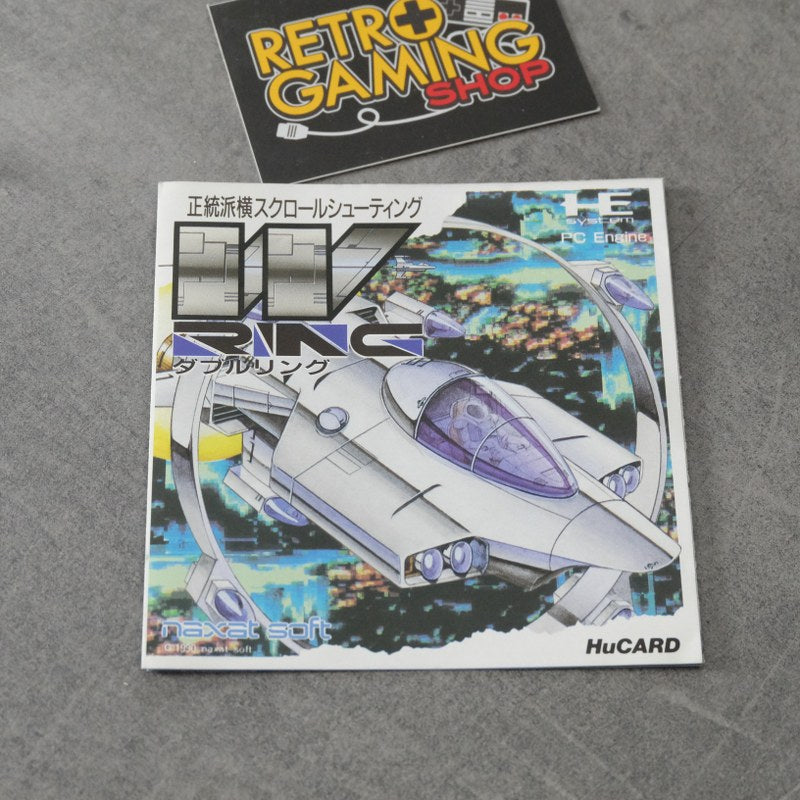 RETRO
GAMING
SHOP
正統派横スクロールシューティング
HE
system
PC Engine
W
RING
ダブルリング
naxat soft
© 1990 naxat soft
HuCARD